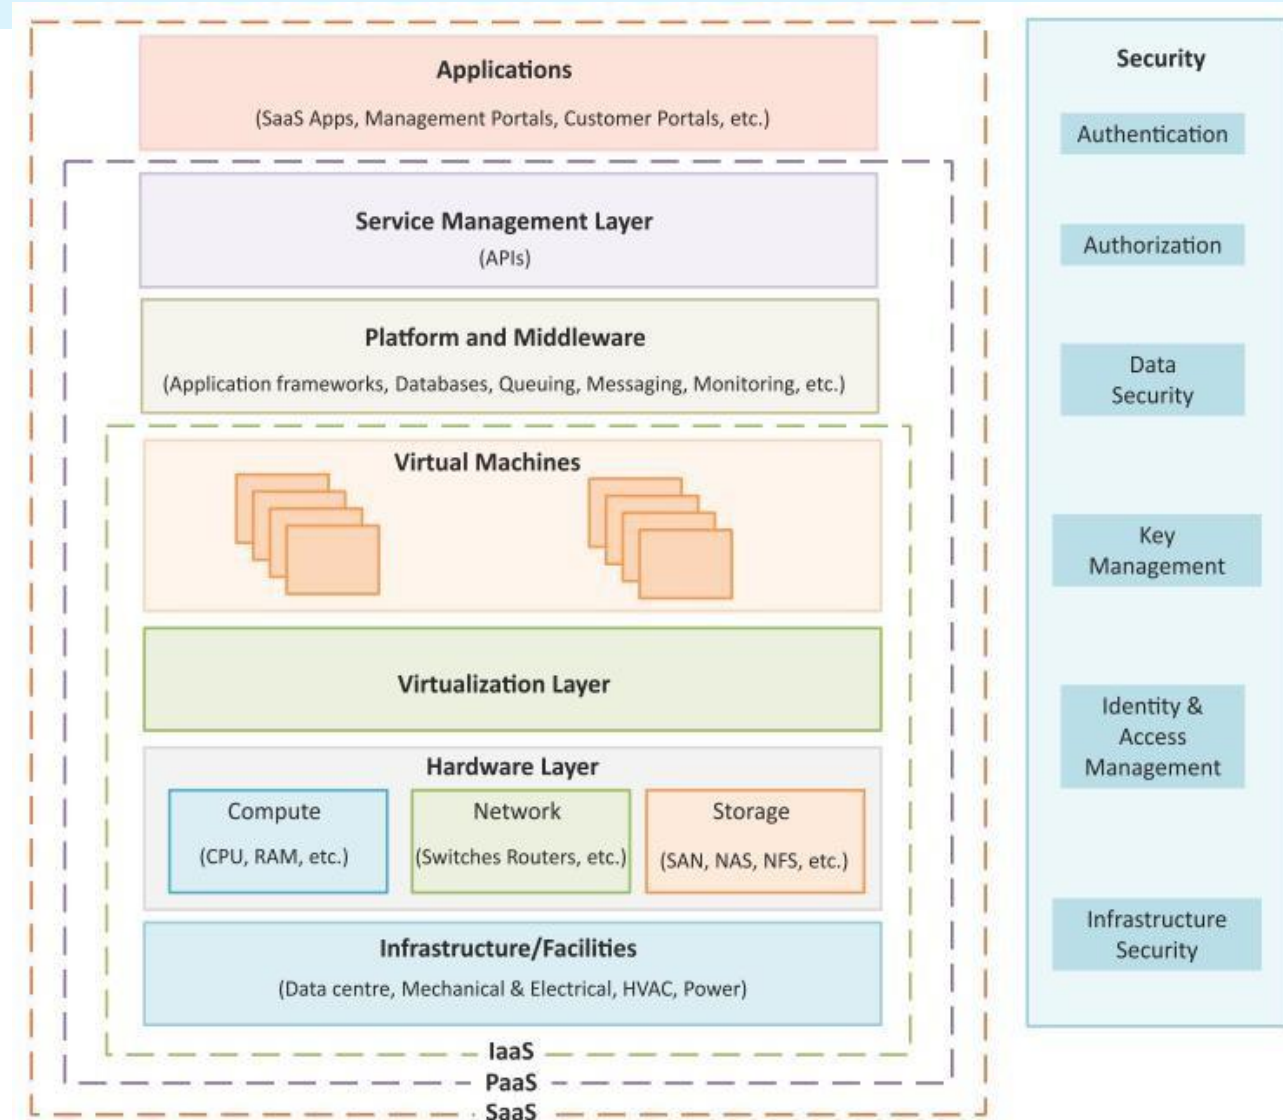 Applications
(SaaS Apps, Management Portals, Customer Portals, etc.)
Service Management Layer
(APIs)
Platform and Middleware
(Application frameworks, Databases, Queuing, Messaging, Monitoring, etc.)
Virtual Machines
Virtualization Layer
Hardware Layer
Compute
(CPU, RAM, etc.)
Network
(Switches Routers, etc.)
Storage
(SAN, NAS, NFS, etc.)
Infrastructure/Facilities
(Data centre, Mechanical & Electrical, HVAC, Power)
IaaS
PaaS
SaaS
Security
Authentication
Authorization
Data
Security
Key
Management
Identity &
Access
Management
Infrastructure
Security